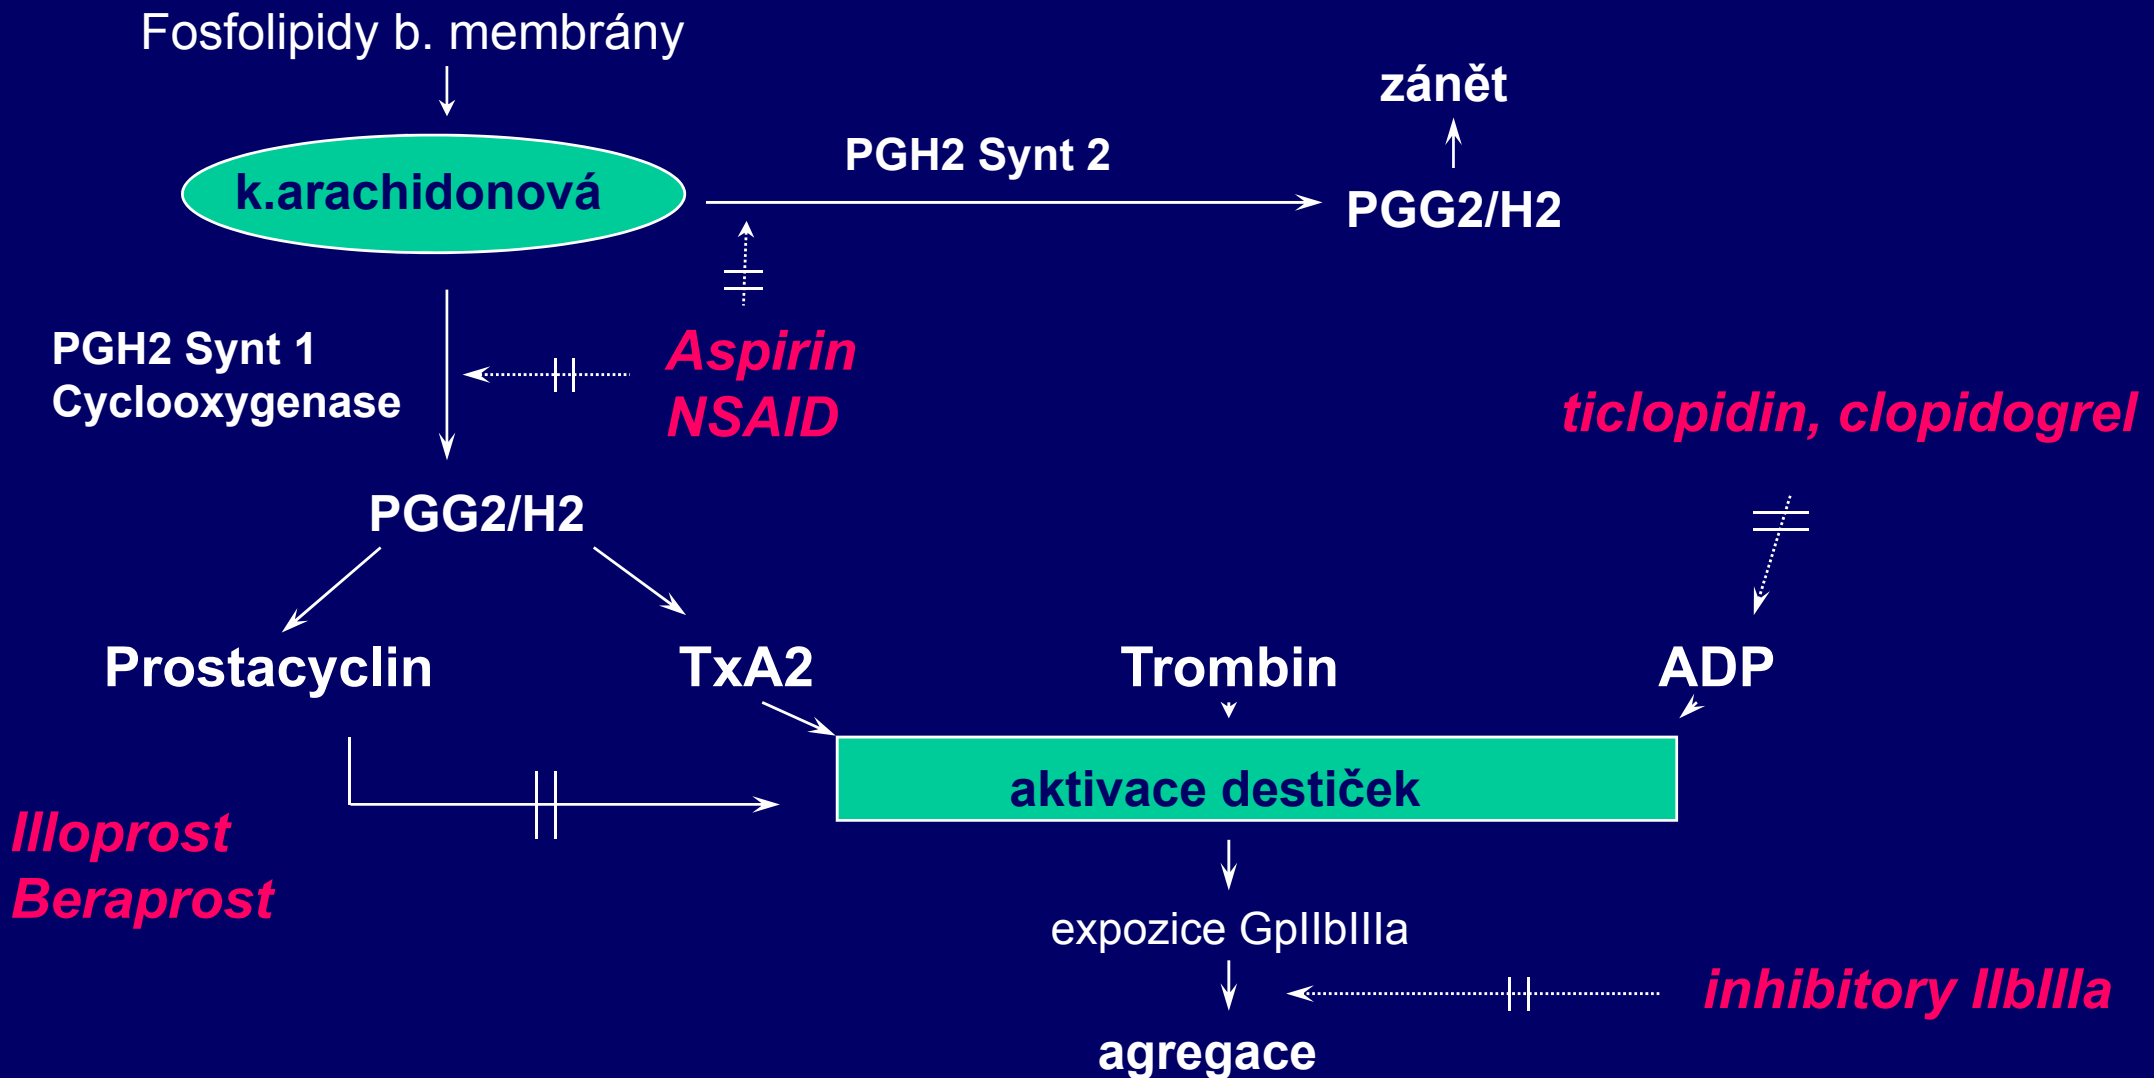 Fosfolipidy b. membrány
zánět
PGH2 Synt 2
k.arachidonová
PGG2/H2
PGH2 Synt 1
Cyclooxygenase
Aspirin
NSAID
ticlopidin, clopidogrel
PGG2/H2
Prostacyclin
TxA2
Trombin
ADP
aktivace destiček
Illoprost
Beraprost
expozice GpIIbIIIa
inhibitory IIbIIIa
agregace